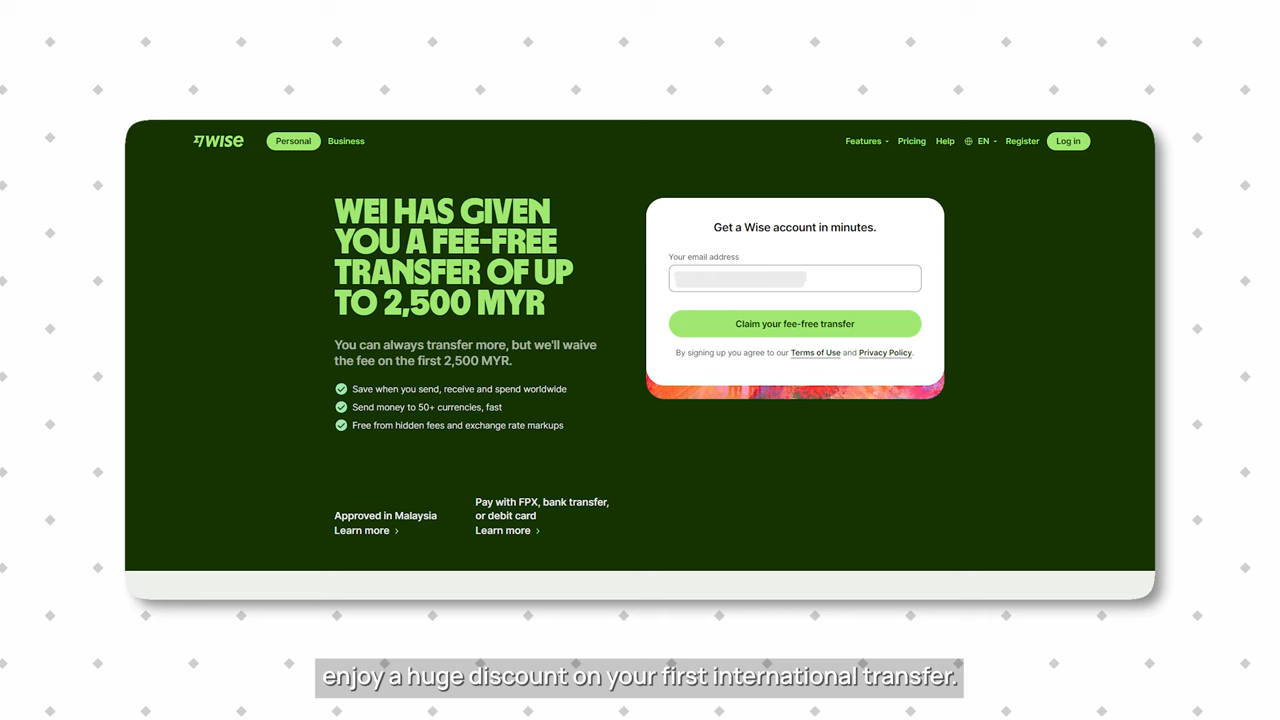 WISE
Personal
Business
Features
Pricing
Help
EN
Register
Log in
WEI HAS GIVEN
YOU A FEE-FREE
TRANSFER OF UP
TO 2,500 MYR
You can always transfer more, but we'll waive
the fee on the first 2,500 MYR.
Save when you send, receive and spend worldwide
Send money to 50+ currencies, fast
Free from hidden fees and exchange rate markups
Get a Wise account in minutes.
Your email address
Claim your fee-free transfer
By signing up you agree to our Terms of Use and Privacy Policy.
Approved in Malaysia
Learn more
Pay with FPX, bank transfer,
or debit card
Learn more
enjoy a huge discount on your first international transfer.